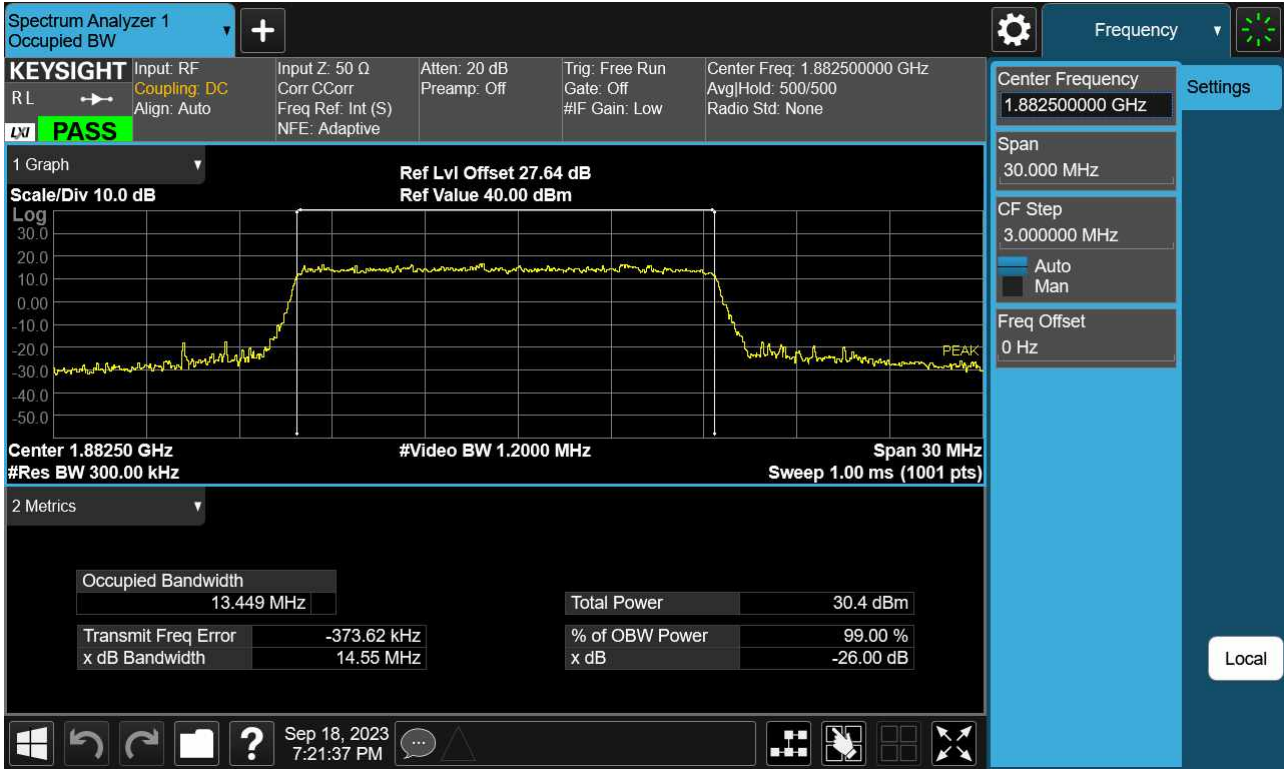 Spectrum Analyzer 1
Occupied BW
Frequency
KEYSIGHT
RL
LXI
PASS
Input: RF
Coupling: DC
Align: Auto
Input Z: 50 Ω
Corr CCorr
Freq Ref: Int (S)
NFE: Adaptive
Atten: 20 dB
Preamp: Off
Trig: Free Run
Gate: Off
#IF Gain: Low
Center Freq: 1.882500000 GHz
Avg|Hold: 500/500
Radio Std: None
1 Graph
Scale/Div 10.0 dB
Ref Lvl Offset 27.64 dB
Ref Value 40.00 dBm
Log
30.0
20.0
10.0
0.00
-10.0
-20.0
-30.0
-40.0
-50.0
PEAK
Center 1.88250 GHz
#Video BW 1.2000 MHz
Span 30 MHz
#Res BW 300.00 kHz
Sweep 1.00 ms (1001 pts)
2 Metrics
Occupied Bandwidth
13.449 MHz
Transmit Freq Error -373.62 kHz
x dB Bandwidth 14.55 MHz
Total Power 30.4 dBm
% of OBW Power 99.00 %
x dB -26.00 dB
Center Frequency
1.882500000 GHz
Span
30.000 MHz
CF Step
3.000000 MHz
Auto
Man
Freq Offset
0 Hz
Settings
Local
?
Sep 18, 2023
7:21:37 PM